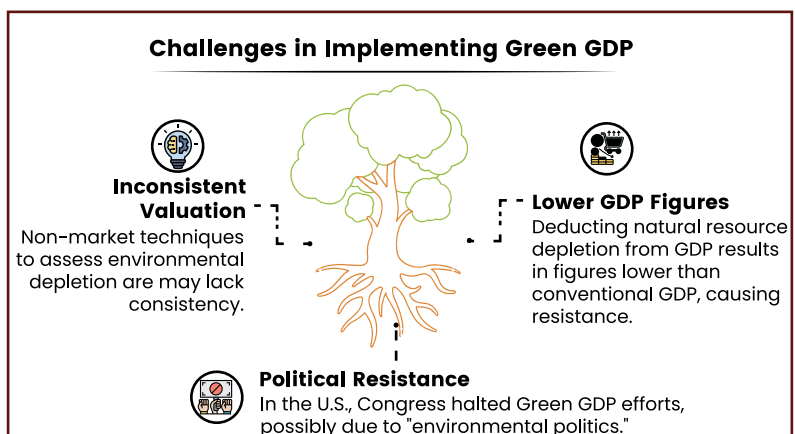 Challenges in Implementing Green GDP
Inconsistent
Valuation
Non-market techniques
to assess environmental
depletion are may lack
consistency.
Lower GDP Figures
Deducting natural resource
depletion from GDP results
in figures lower than
conventional GDP, causing
resistance.
Political Resistance
In the U.S., Congress halted Green GDP efforts,
possibly due to "environmental politics."